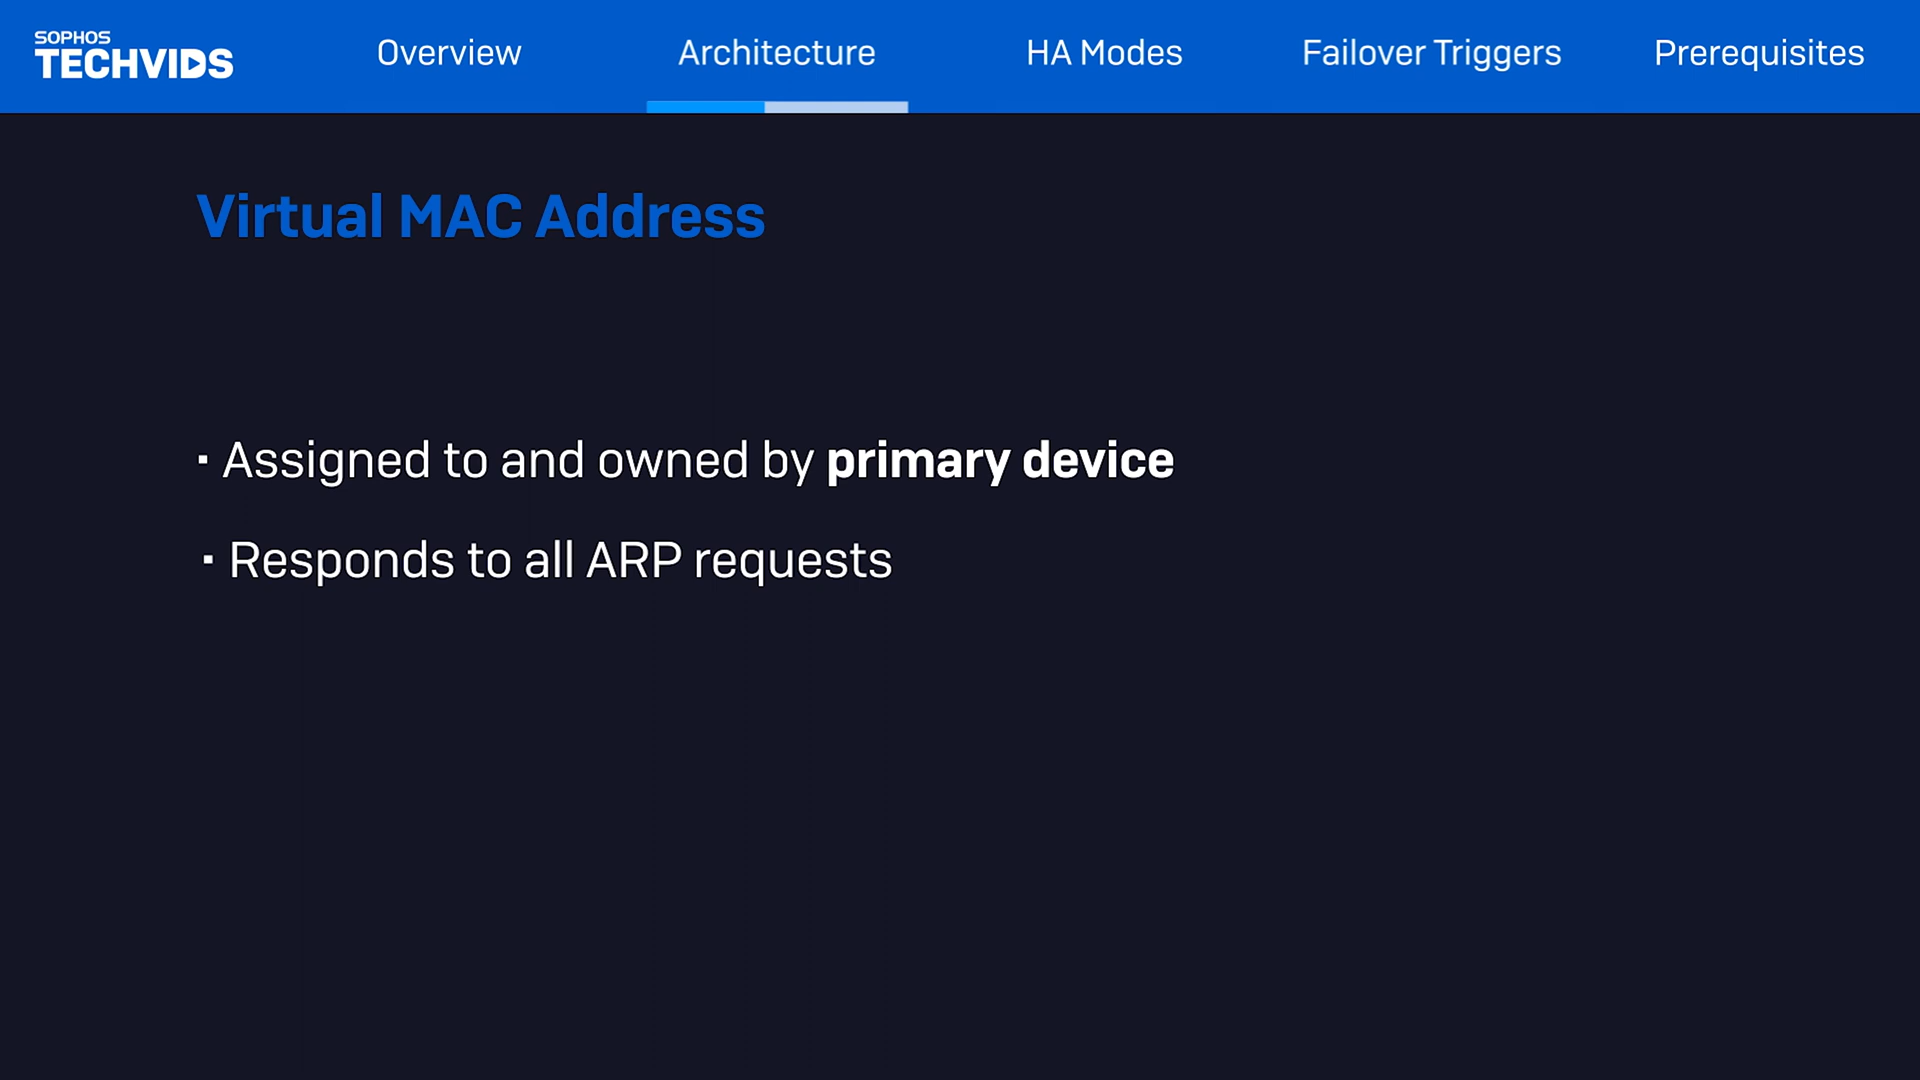 SOPHOS
TECHVIDS
Overview
Architecture
HA Modes
Failover Triggers
Prerequisites
Virtual MAC Address
▪ Assigned to and owned by primary device
▪ Responds to all ARP requests